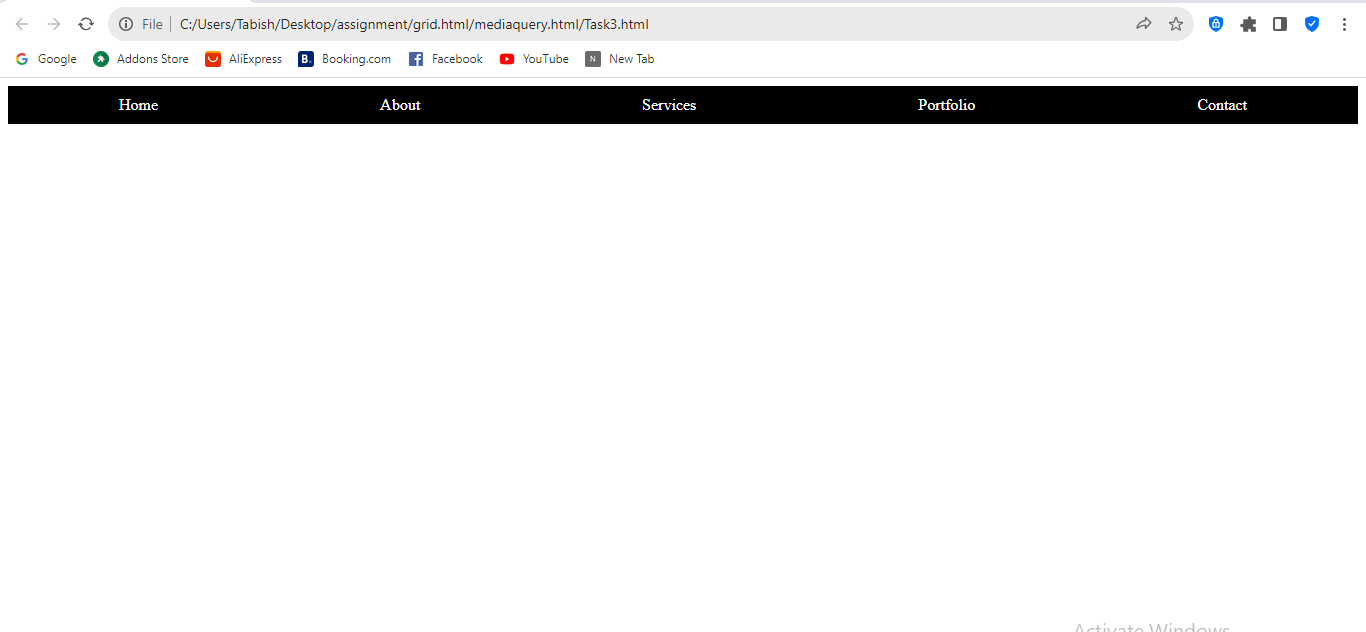 File C:/Users/Tabish/Desktop/assignment/grid.html/mediaquery.html/Task3.html
Google Addons Store AliExpress B. Booking.com Facebook YouTube N New Tab
Home About Services Portfolio Contact
Activate Windows